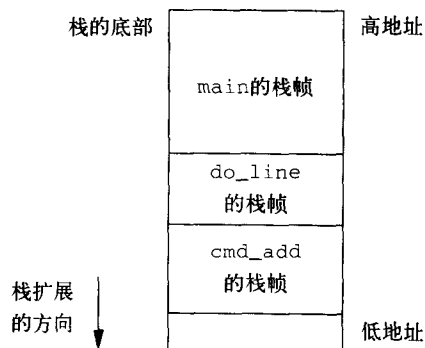 栈的底部
高地址
main的栈帧
do_line
的栈帧
cmd_add
的栈帧
栈扩展
的方向
低地址